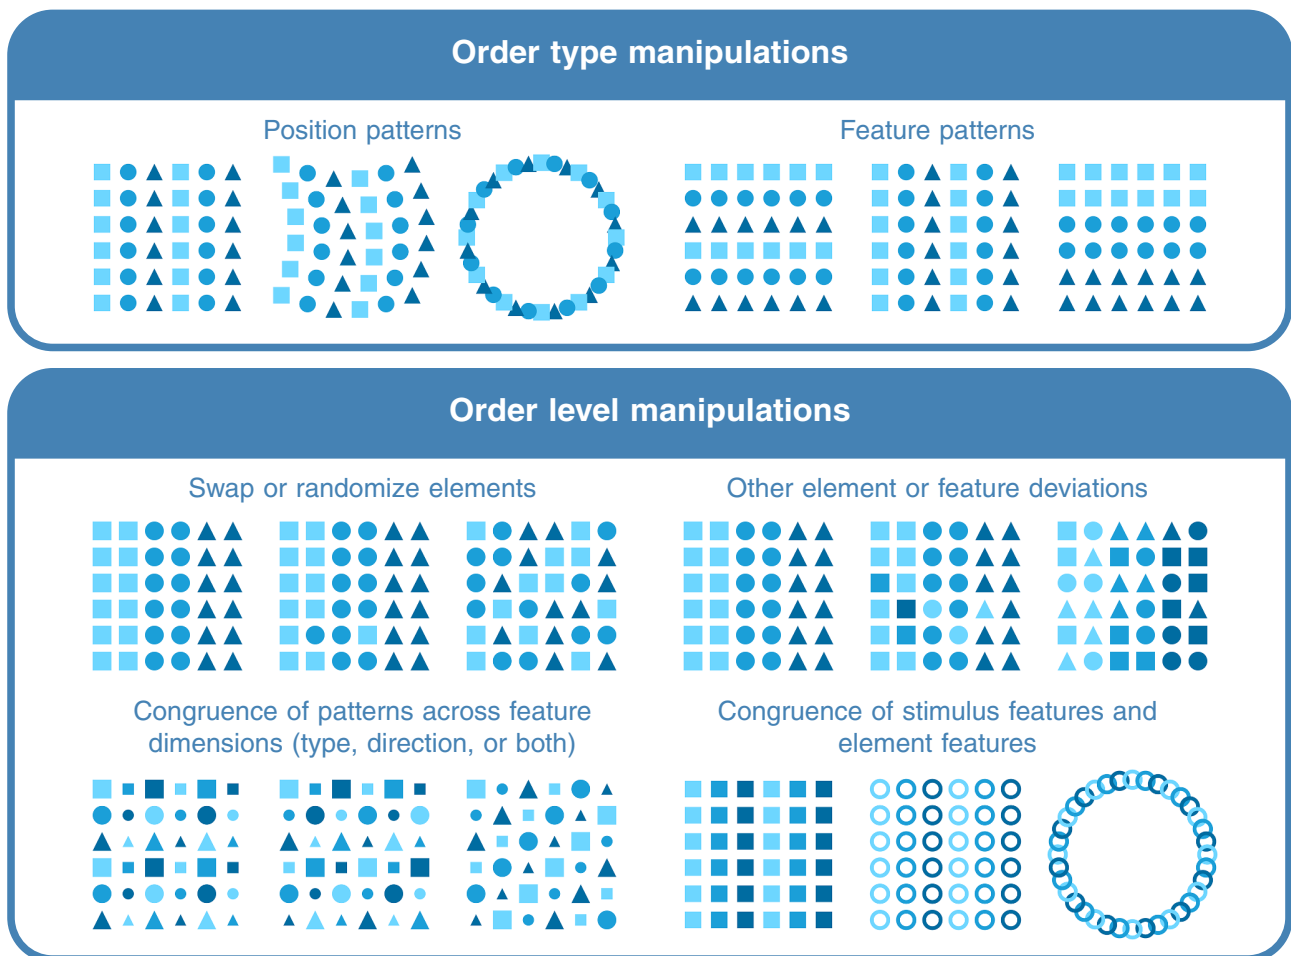 Order type manipulations
Position patterns
Feature patterns
Order level manipulations
Swap or randomize elements
Other element or feature deviations
Congruence of patterns across feature
dimensions (type, direction, or both)
Congruence of stimulus features and
element features